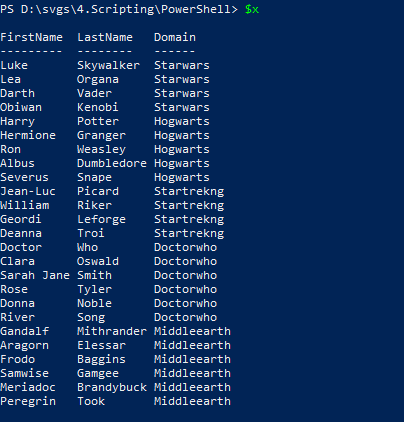 PS D:\svgs\4.Scripting\PowerShell> $x
FirstName LastName Domain
--------- -------- ------
Luke Skywalker Starwars
Lea Organa Starwars
Darth Vader Starwars
Obiwan Kenobi Starwars
Harry Potter Hogwarts
Hermione Granger Hogwarts
Ron Weasley Hogwarts
Albus Dumbledore Hogwarts
Severus Snape Hogwarts
Jean-Luc Picard Startrekng
William Riker Startrekng
Geordi Leforge Startrekng
Deanna Troi Startrekng
Doctor Who Doctorwho
Clara Oswald Doctorwho
Sarah Jane Smith Doctorwho
Rose Tyler Doctorwho
Donna Noble Doctorwho
River Song Doctorwho
Gandalf Mithrander Middleearth
Aragorn Elessar Middleearth
Frodo Baggins Middleearth
Samwise Gamgee Middleearth
Meriadoc Brandybuck Middleearth
Peregrin Took Middleearth